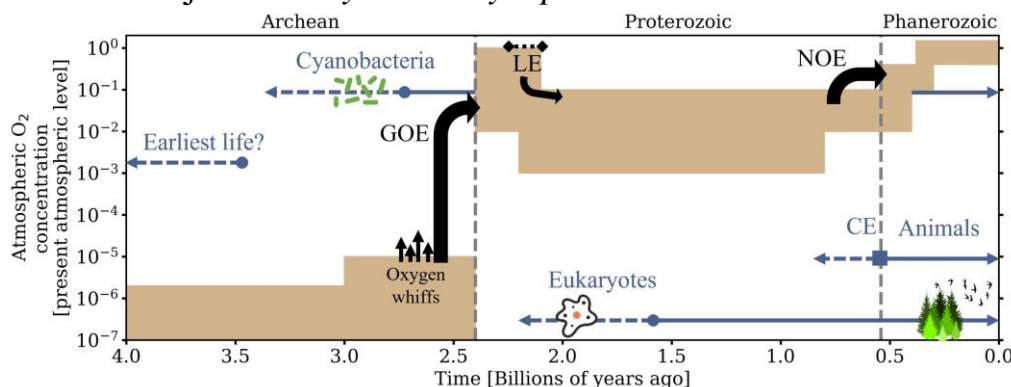 Archean
Proterozoic
Phanerozoic
10⁰
10⁻¹
10⁻²
10⁻³
10⁻⁴
10⁻⁵
10⁻⁶
10⁻⁷
Atmospheric O₂
concentration
[present atmospheric level]
Cyanobacteria
Earliest life?
GOE
LE
NOE
Oxygen
whiffs
Eukaryotes
CE
Animals
4.0
3.5
3.0
2.5
2.0
1.5
1.0
0.5
0.0
Time [Billions of years ago]